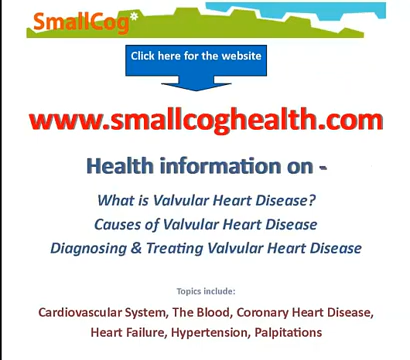 SmallCog
Click here for the website
www.smallcoghealth.com
Health information on -
What is Valvular Heart Disease?
Causes of Valvular Heart Disease
Diagnosing & Treating Valvular Heart Disease
Topics include:
Cardiovascular System, The Blood, Coronary Heart Disease,
Heart Failure, Hypertension, Palpitations